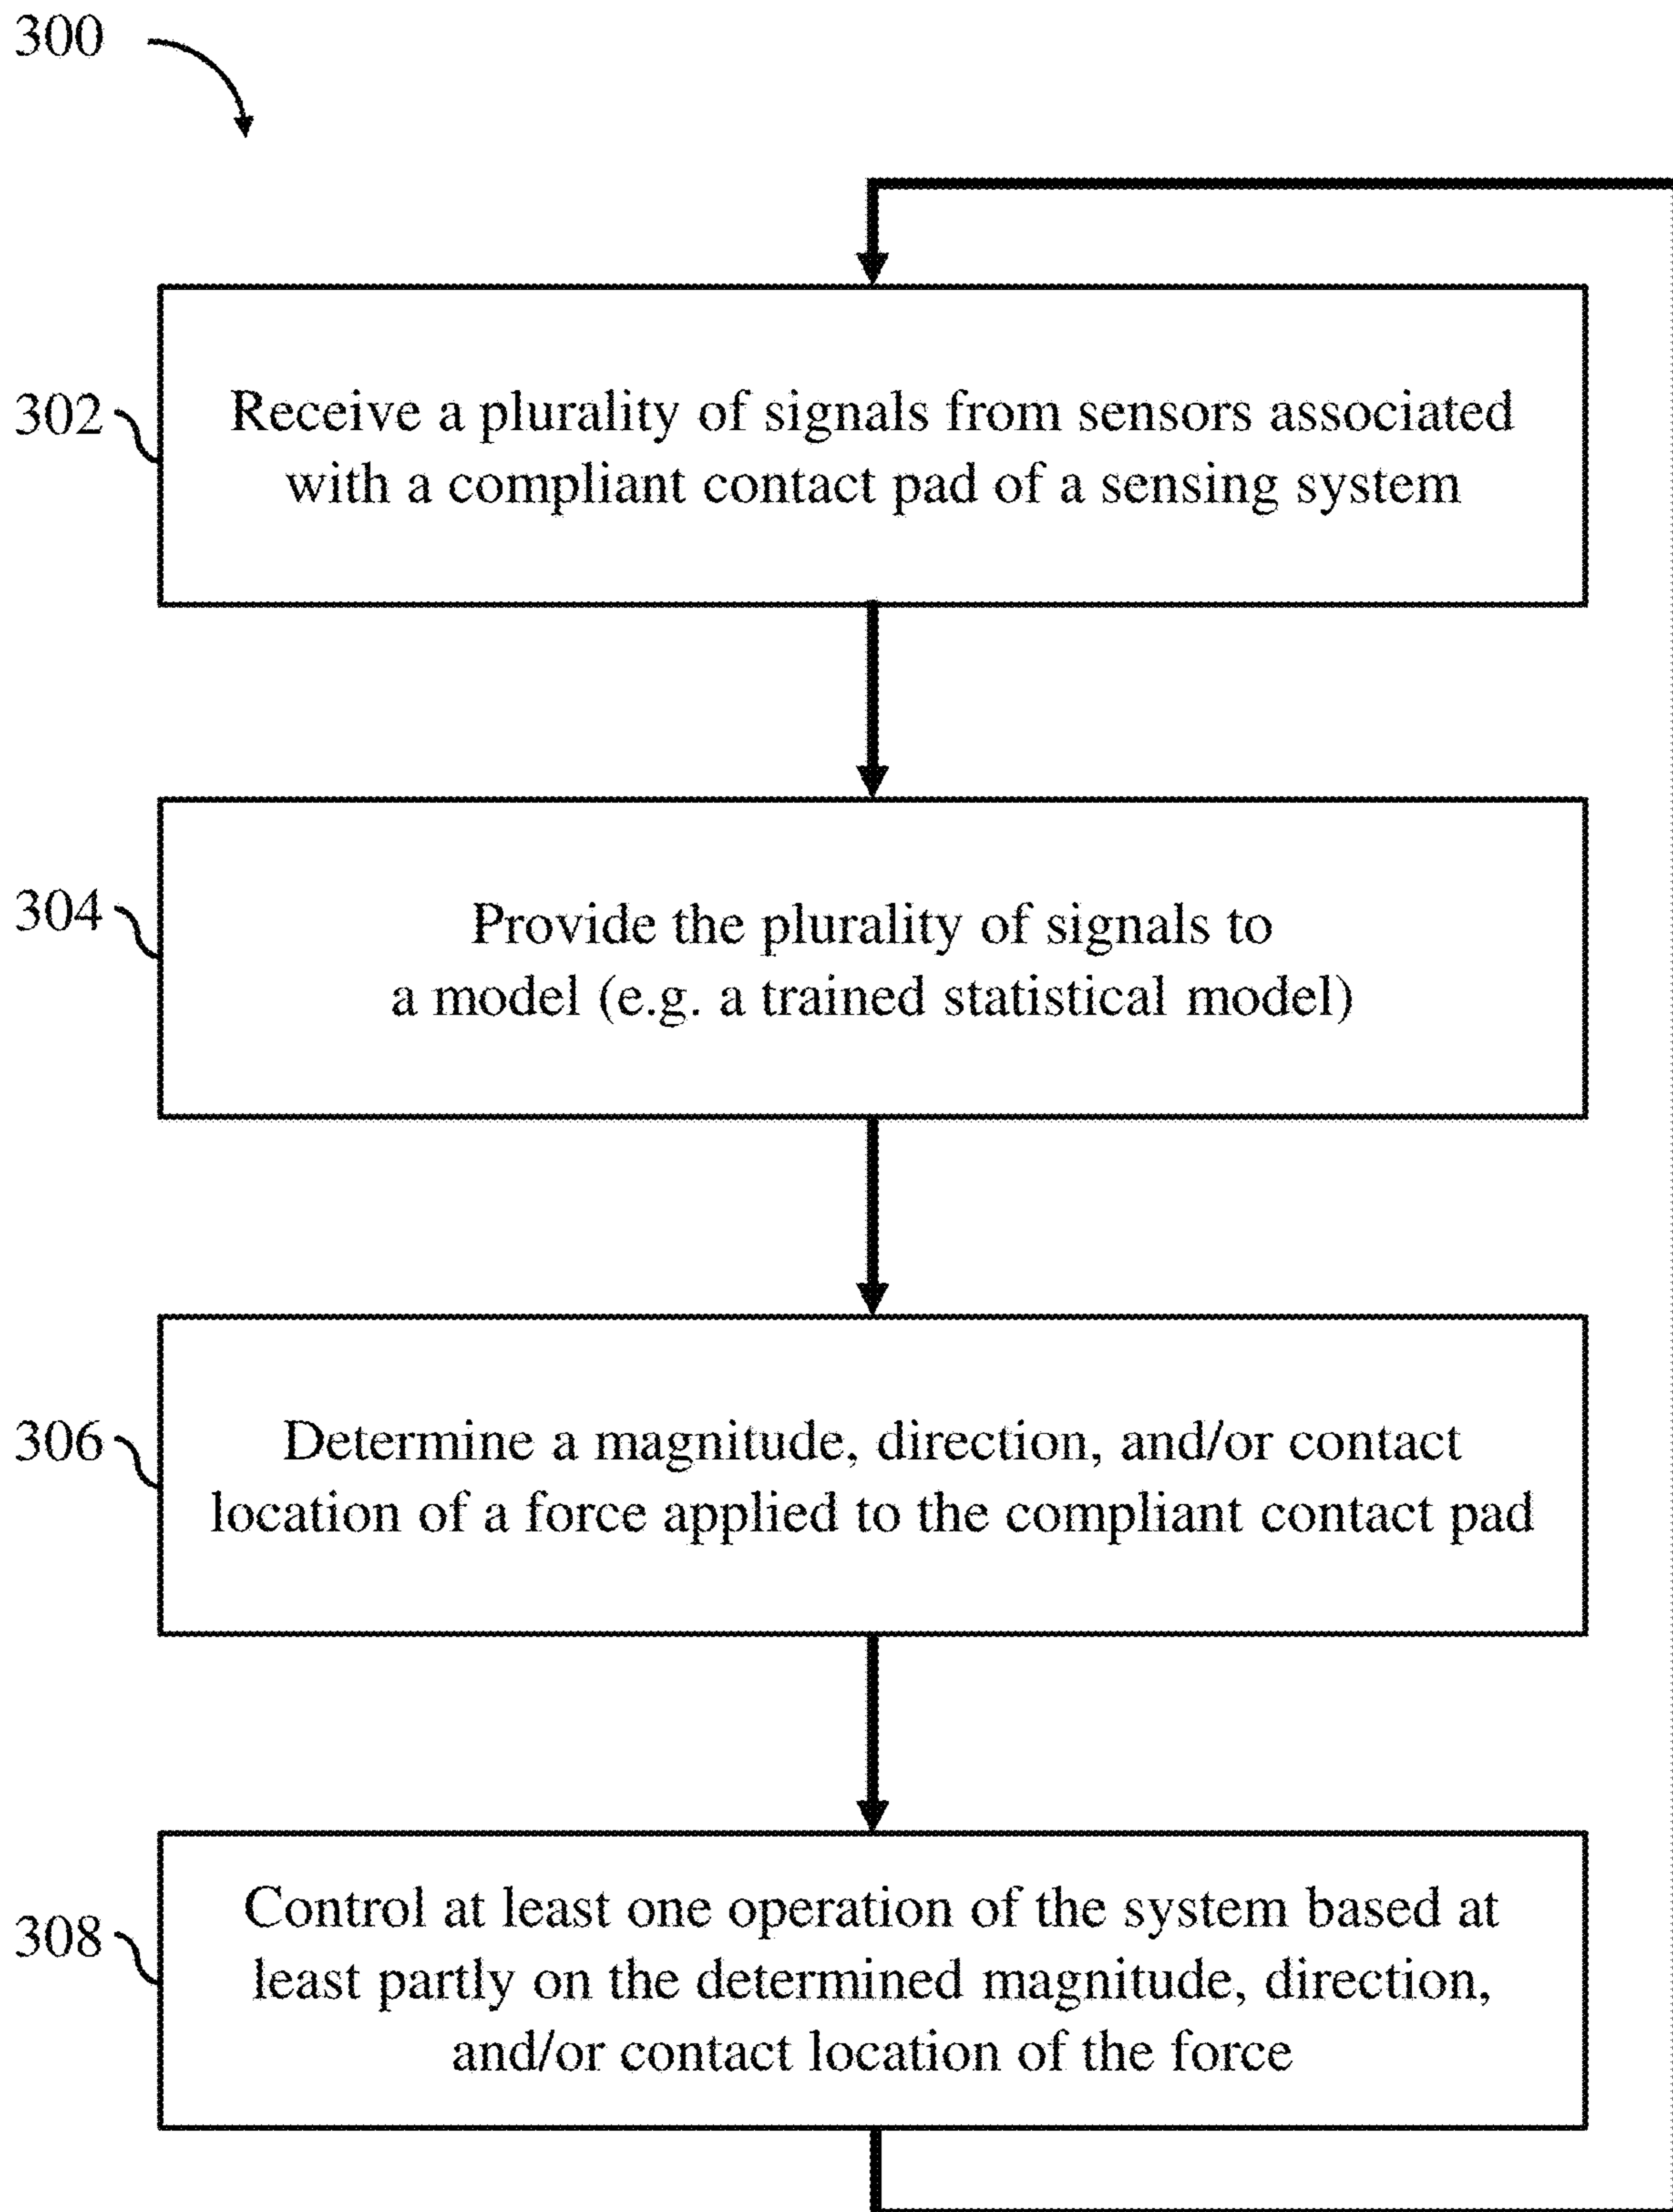 300
302
Receive a plurality of signals from sensors associated
with a compliant contact pad of a sensing system
304
Provide the plurality of signals to
a model (e.g. a trained statistical model)
306
Determine a magnitude, direction, and/or contact
location of a force applied to the compliant contact pad
308
Control at least one operation of the system based at
least partly on the determined magnitude, direction,
and/or contact location of the force